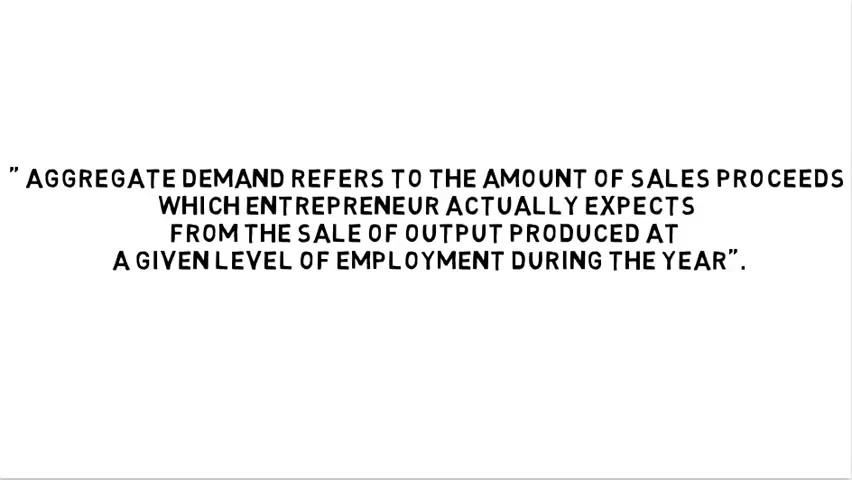 ” AGGREGATE DEMAND REFERS TO THE AMOUNT OF SALES PROCEEDS
WHICH ENTREPRENEUR ACTUALLY EXPECTS
FROM THE SALE OF OUTPUT PRODUCED AT
A GIVEN LEVEL OF EMPLOYMENT DURING THE YEAR”.